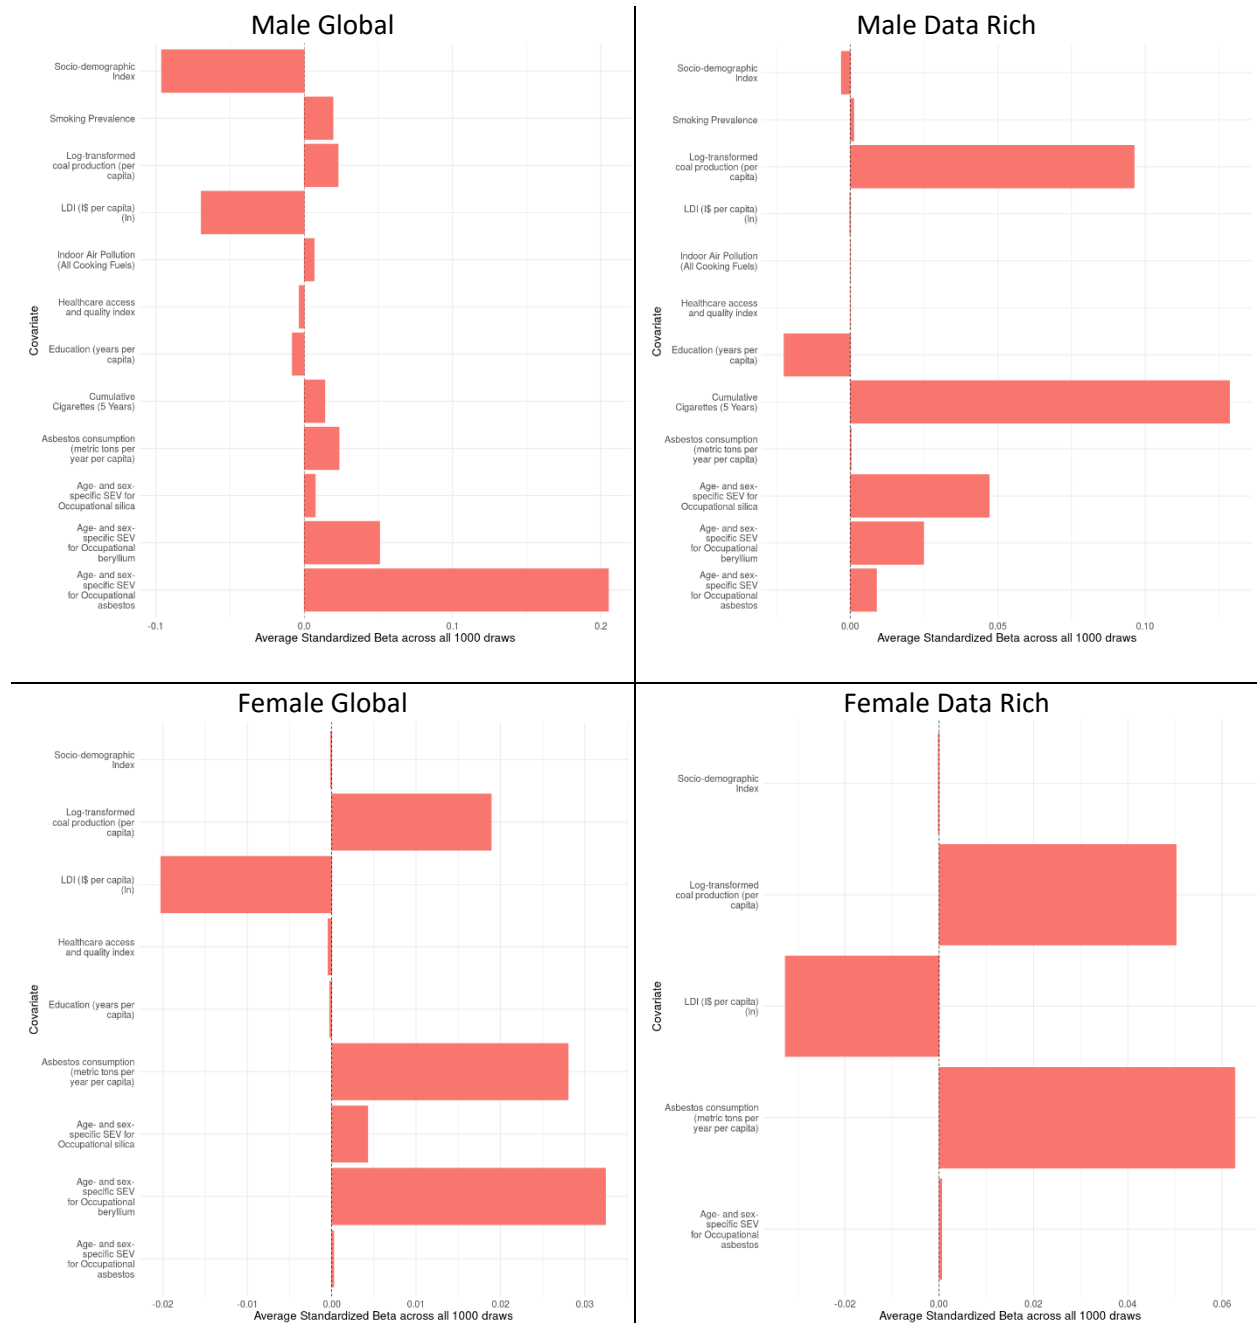 Male Global
Socio-demographic
Index
Smoking Prevalence
Log-transformed
coal production (per
capita)
LDI (I$ per capita)
(ln)
Indoor Air Pollution
(All Cooking Fuels)
Healthcare access
and quality index
Education (years per
capita)
Cumulative
Cigarettes (5 Years)
Asbestos consumption
(metric tons per
year per capita)
Age- and sex-
specific SEV for
Occupational silica
Age- and sex-
specific SEV
for Occupational
beryllium
Age- and sex-
specific SEV
for Occupational
asbestos
Covariate
-0.1 0.0 0.1 0.2
Average Standardized Beta across all 1000 draws
Male Data Rich
Socio-demographic
Index
Smoking Prevalence
Log-transformed
coal production (per
capita)
LDI (I$ per capita)
(ln)
Indoor Air Pollution
(All Cooking Fuels)
Healthcare access
and quality index
Education (years per
capita)
Cumulative
Cigarettes (5 Years)
Asbestos consumption
(metric tons per
year per capita)
Age- and sex-
specific SEV for
Occupational silica
Age- and sex-
specific SEV
for Occupational
beryllium
Age- and sex-
specific SEV
for Occupational
asbestos
Covariate
0.00 0.05 0.10
Average Standardized Beta across all 1000 draws
Female Global
Socio-demographic
Index
Log-transformed
coal production (per
capita)
LDI (I$ per capita)
(ln)
Healthcare access
and quality index
Education (years per
capita)
Asbestos consumption
(metric tons per
year per capita)
Age- and sex-
specific SEV for
Occupational silica
Age- and sex-
specific SEV
for Occupational
beryllium
Age- and sex-
specific SEV
for Occupational
asbestos
Covariate
-0.02 -0.01 0.00 0.01 0.02 0.03
Average Standardized Beta across all 1000 draws
Female Data Rich
Socio-demographic
Index
Log-transformed
coal production (per
capita)
LDI (I$ per capita)
(ln)
Asbestos consumption
(metric tons per
year per capita)
Age- and sex-
specific SEV
for Occupational
asbestos
Covariate
-0.02 0.00 0.02 0.04 0.06
Average Standardized Beta across all 1000 draws